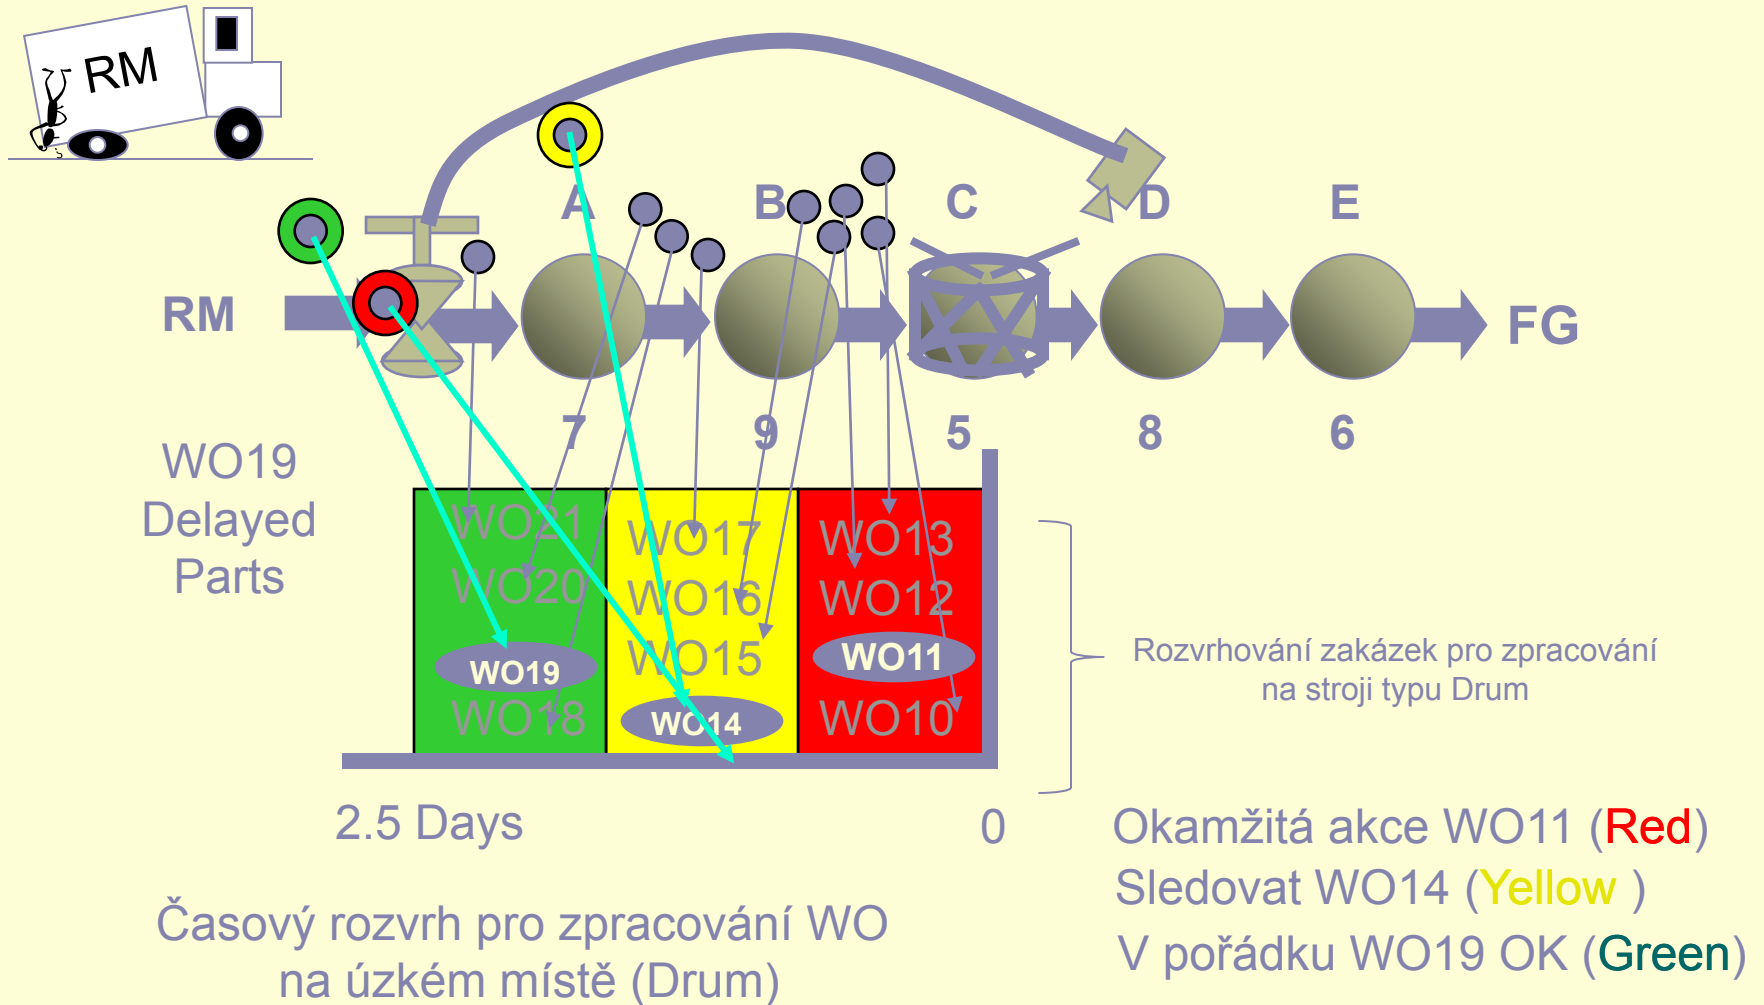 RM
A B C D E
RM FG
7 9 5 8 6
WO19
Delayed
Parts
WO21 WO17 WO13
WO20 WO16 WO12
WO19 WO15 WO11
WO18 WO14 WO10
Rozvrhování zakázek pro zpracování
na stroji typu Drum
2.5 Days 0
Okamžitá akce WO11 (Red)
Sledovat WO14 (Yellow )
V pořádku WO19 OK (Green)
Časový rozvrh pro zpracování WO
na úzkém místě (Drum)